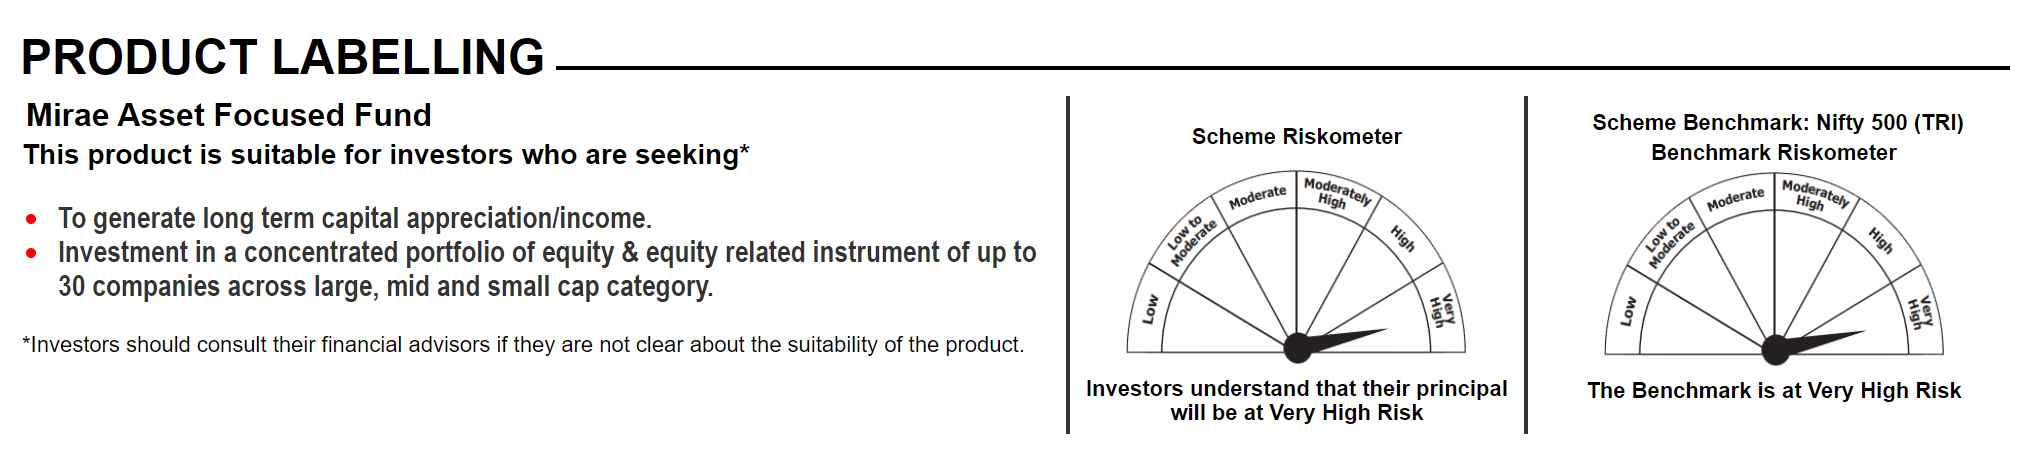 PRODUCT LABELLING
Mirae Asset Focused Fund
This product is suitable for investors who are seeking*
To generate long term capital appreciation/income.
Investment in a concentrated portfolio of equity & equity related instrument of up to
30 companies across large, mid and small cap category.
*Investors should consult their financial advisors if they are not clear about the suitability of the product.
Scheme Riskometer
Low
Low to
Moderate
Moderate
Moderately
High
High
Very
High
Investors understand that their principal
will be at Very High Risk
Scheme Benchmark: Nifty 500 (TRI)
Benchmark Riskometer
Low
Low to
Moderate
Moderate
Moderately
High
High
Very
High
The Benchmark is at Very High Risk